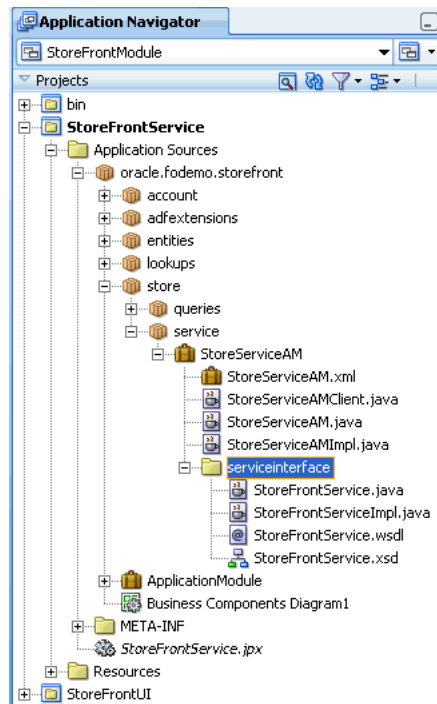 Application Navigator
StoreFrontModule
Projects
bin
StoreFrontService
Application Sources
oracle.fodemo.storefront
account
adfextensions
entities
lookups
store
queries
service
StoreServiceAM
StoreServiceAM.xml
StoreServiceAMClient.java
StoreServiceAM.java
StoreServiceAMImpl.java
serviceinterface
StoreFrontService.java
StoreFrontServiceImpl.java
StoreFrontService.wsdl
StoreFrontService.xsd
ApplicationModule
Business Components Diagram1
META-INF
StoreFrontService.jpx
Resources
StoreFrontUI